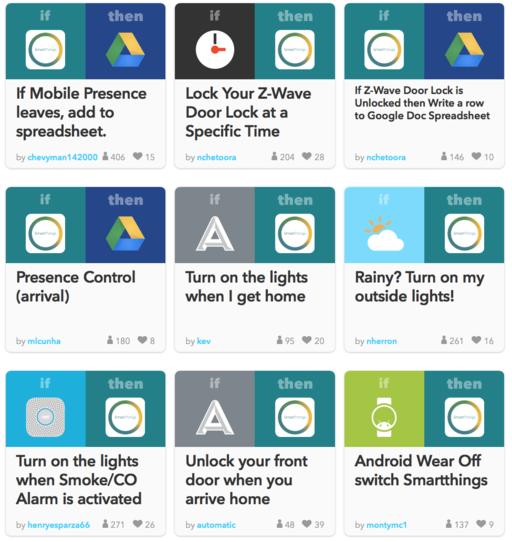 if then
if then
if then
SmartThings
SmartThings
SmartThings
If Mobile Presence
leaves, add to
spreadsheet.
by chevyman142000 406 15
Lock Your Z-Wave
Door Lock at a
Specific Time
by nchetoora 204 28
If Z-Wave Door Lock is
Unlocked then Write a row
to Google Doc Spreadsheet
by nchetoora 146 10
if then
if then
if then
SmartThings
SmartThings
SmartThings
Presence Control
(arrival)
by mlcunha 180 8
Turn on the lights
when I get home
by kev 95 20
Rainy? Turn on my
outside lights!
by nherron 261 16
if then
if then
if then
SmartThings
SmartThings
SmartThings
Turn on the lights
when Smoke/CO
Alarm is activated
by henryesparza66 271 26
Unlock your front
door when you
arrive home
by automatic 48 39
Android Wear Off
switch Smartthings
by montymc1 137 9